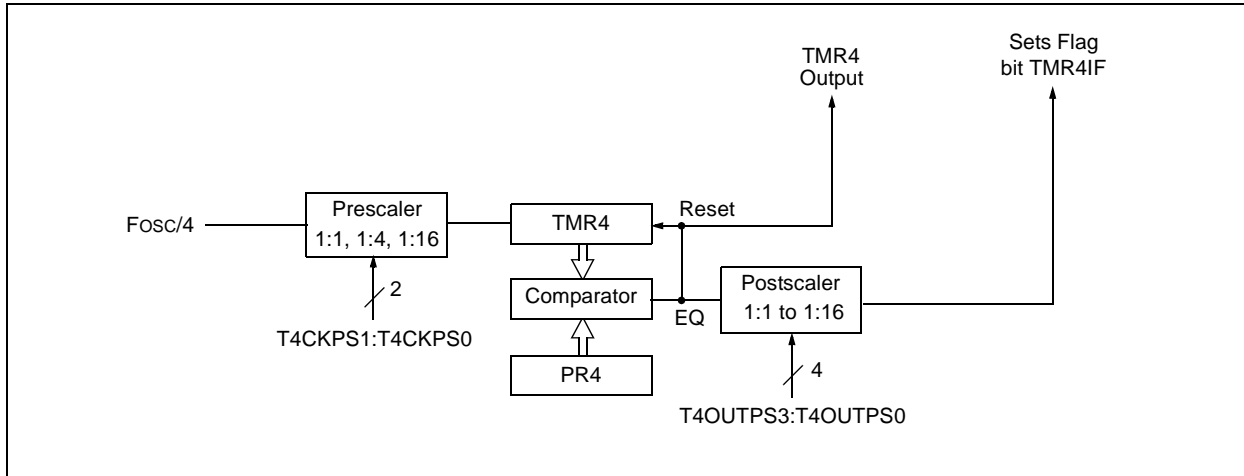 TMR4
Output
Sets Flag
bit TMR4IF
FOSC/4
Prescaler
1:1, 1:4, 1:16
TMR4
Reset
2
Comparator
EQ
Postscaler
1:1 to 1:16
T4CKPS1:T4CKPS0
PR4
4
T4OUTPS3:T4OUTPS0